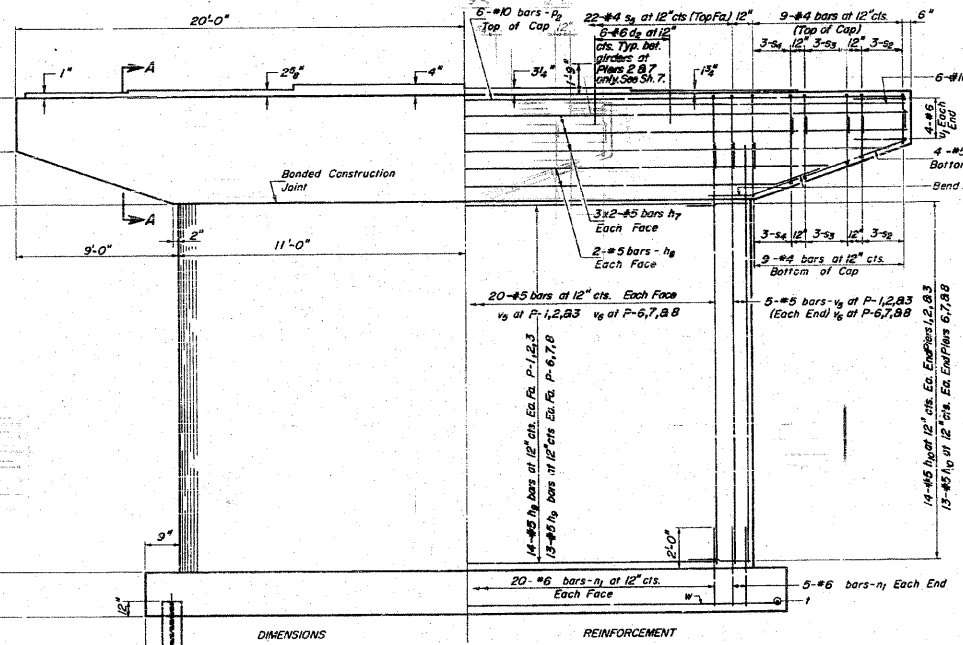 20'-0"
6-#10 bars-p2
Top of Cap
12"
22-#4 s5 at 12"cts (Top Fa)
12"
9-#4 bars at 12"cts.
(Top of Cap)
6"
6-#6 d2 at 12"
cts. Typ. bet.
girders at
Piers 2 & 7
only. See Sh. 7.
1'-9"
3-s4
12"
3-s3
12"
3-s2
1"
A
2⅝"
4"
3¼"
1¾"
4-#6
v1 Each
End
Bonded Construction
Joint
Bend
A
3x2-#5 bars h7
Each Face
2-#5 bars - h8
Each Face
9'-0"
2"
11'-0"
3-s4
12"
3-s3
12"
3-s2
9-#4 bars at 12" cts.
Bottom of Cap
20-#5 bars at 12" cts. Each Face
v5 at P-1,2,&3 v6 at P-6,7,&8
5-#5 bars-v5 at P-1,2,&3
(Each End) v6 at P-6,7,&8
14-#5 h9 bars at 12" cts. Ea. Fa. P-1,2,3
13-#5 h9 bars at 12" cts Ea. Fa. P-6,7,8
14-#5 h10 at 12" cts. Ea. End Piers 1,2,&3
13-#5 h10 at 12" cts. Ea. End Piers 6,7,&8
9"
2'-0"
12"
20-#6 bars-n1 at 12" cts.
Each Face
5-#6 bars-n1 Each End
w
t
DIMENSIONS
REINFORCEMENT